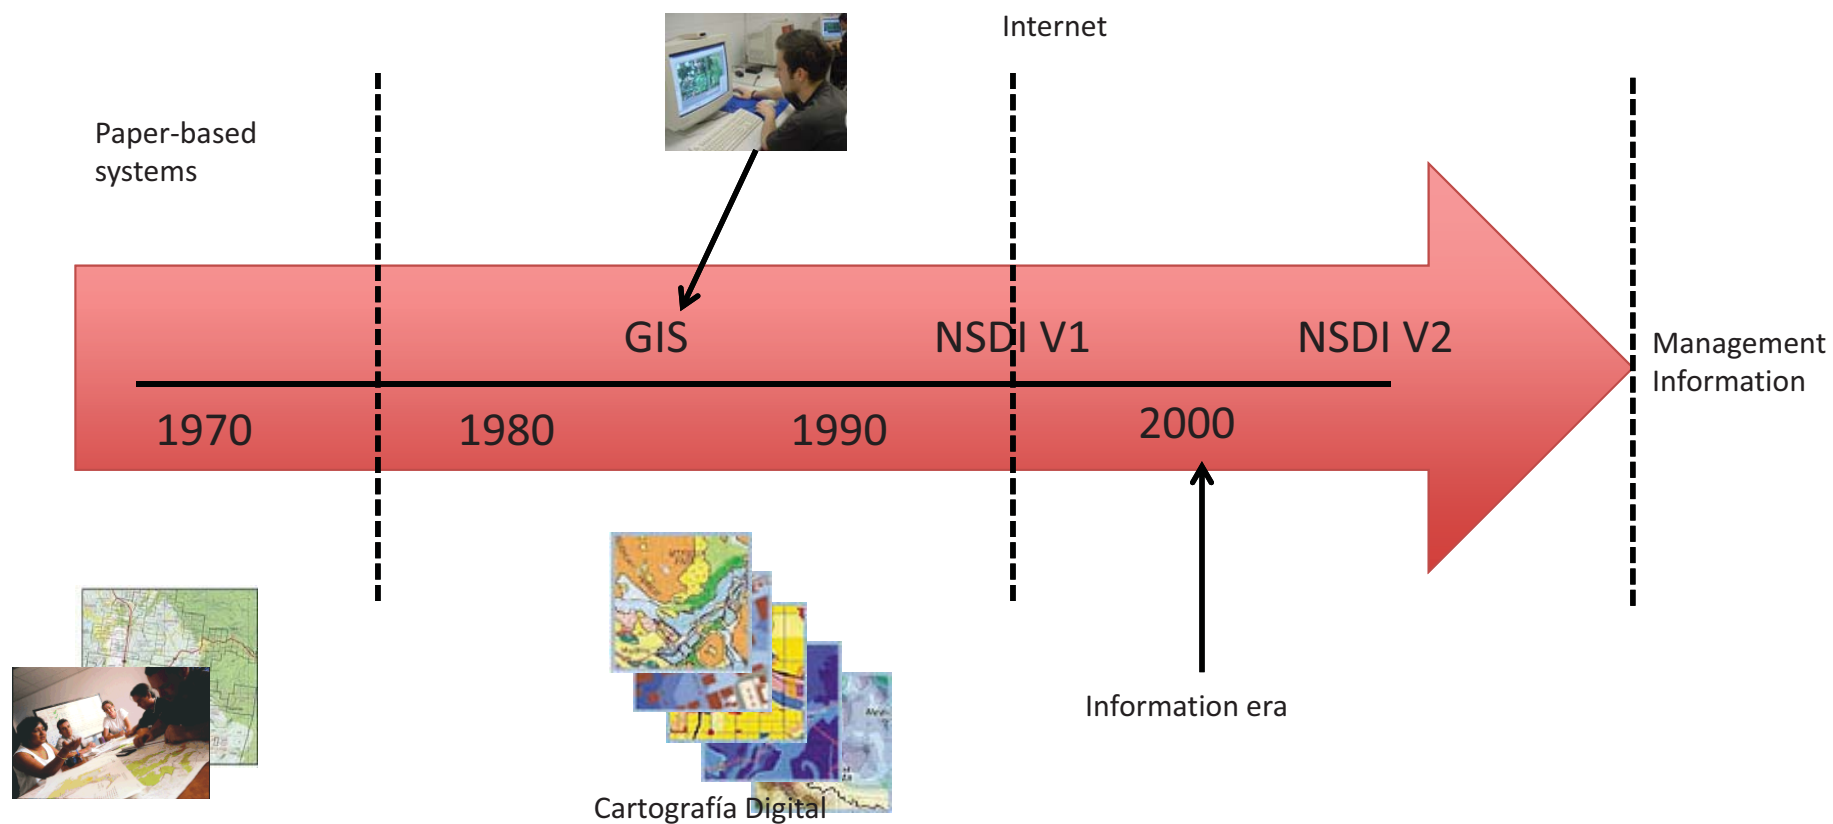 Internet
Paper-based
systems
GIS
NSDI V1
NSDI V2
Management
Information
1970
1980
1990
2000
Information era
Cartografía Digital